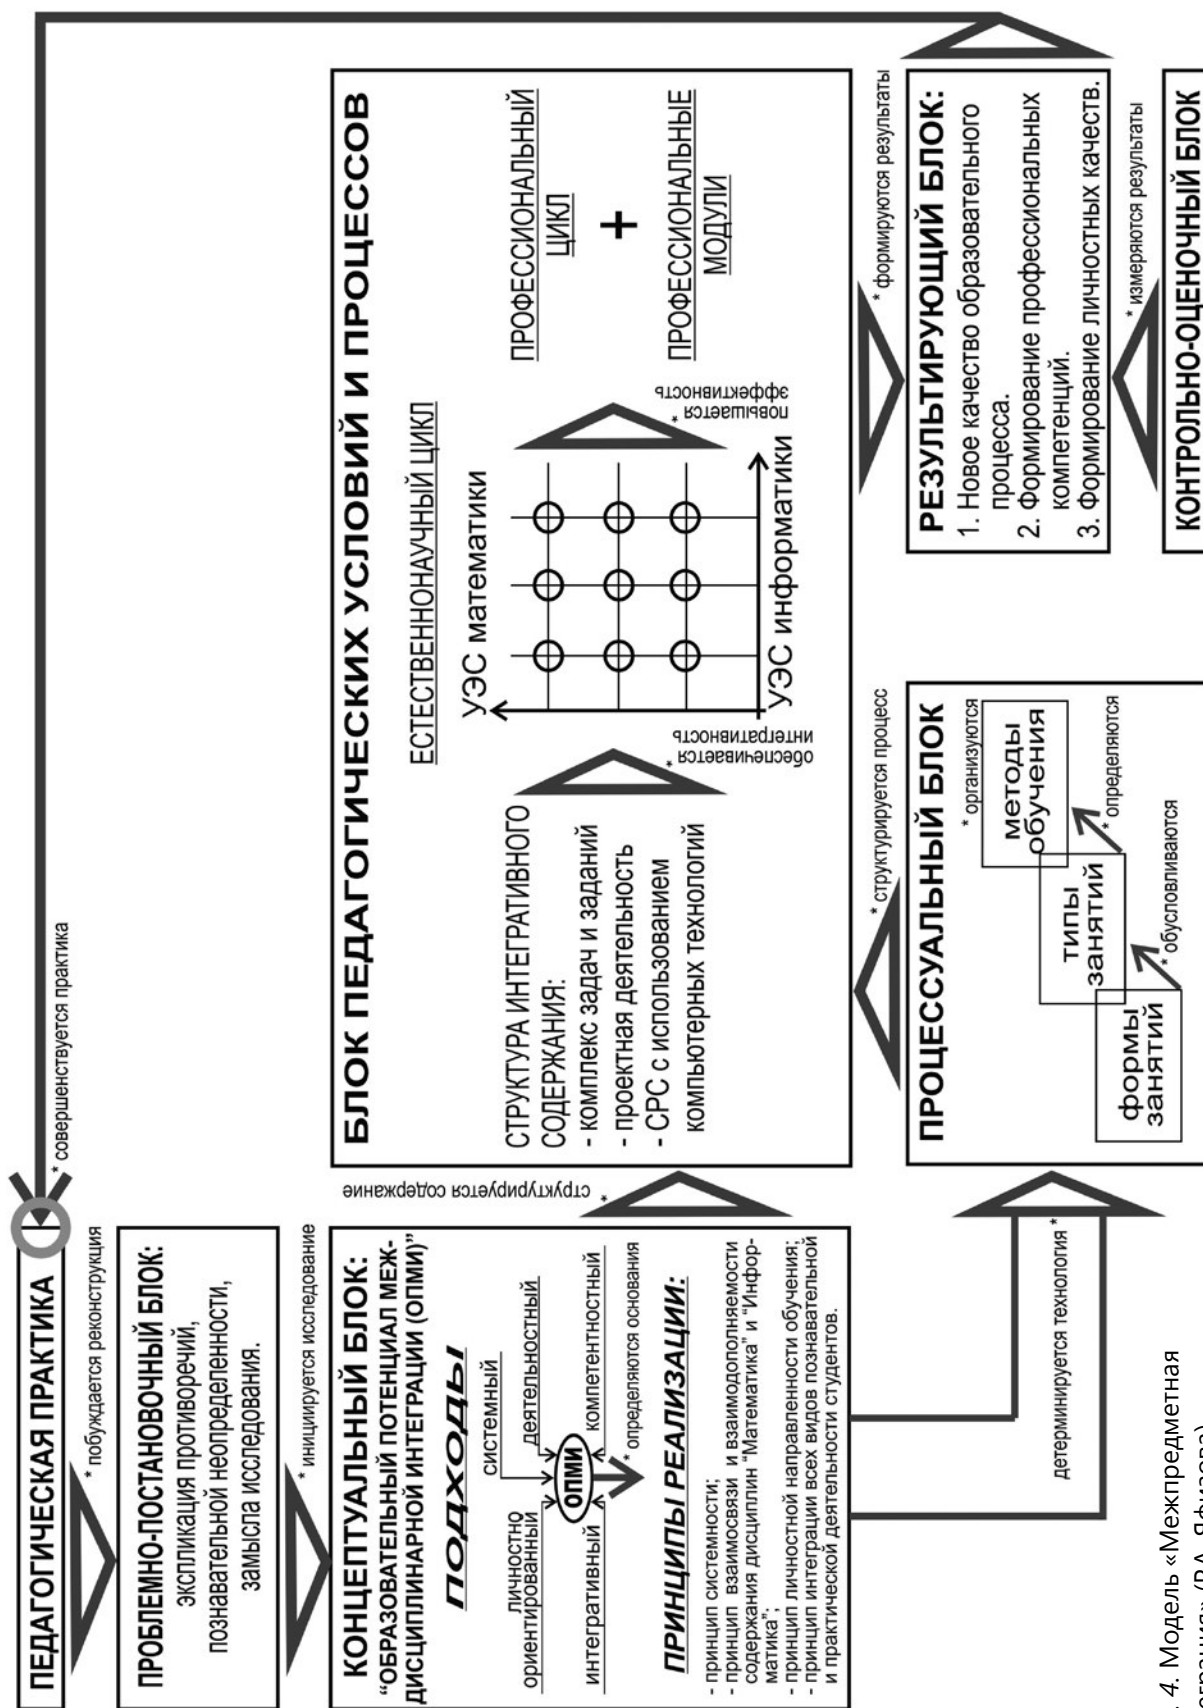 ПЕДАГОГИЧЕСКАЯ ПРАКТИКА
* совершенствуется практика
* побуждается реконструкция
ПРОБЛЕМНО-ПОСТАНОВОЧНЫЙ БЛОК:
экспликация противоречий,
познавательной неопределенности,
замысла исследования.
* инициируется исследование
КОНЦЕПТУАЛЬНЫЙ БЛОК:
“ОБРАЗОВАТЕЛЬНЫЙ ПОТЕНЦИАЛ МЕЖ-
ДИСЦИПЛИНАРНОЙ ИНТЕГРАЦИИ (ОПМИ)”
ПОДХОДЫ
системный
личностно
ориентированный
деятельностный
ОПМИ
интегративный
компетентностный
* определяются основания
ПРИНЦИПЫ РЕАЛИЗАЦИИ:
- принцип системности;
- принцип взаимосвязи и взаимодополняемости
содержания дисциплин “Математика” и “Инфор-
матика”;
- принцип личностной направленности обучения;
- принцип интеграции всех видов познавательной
и практической деятельности студентов.
*
структурируется содержание
детерминируется технология *
БЛОК ПЕДАГОГИЧЕСКИХ УСЛОВИЙ И ПРОЦЕССОВ
СТРУКТУРА ИНТЕГРАТИВНОГО
СОДЕРЖАНИЯ:
- комплекс задач и заданий
- проектная деятельность
- СРС с использованием
компьютерных технологий
*
обеспечивается
интегративность
ЕСТЕСТВЕННОНАУЧНЫЙ ЦИКЛ
УЭС математики
УЭС информатики
*
повышается
эффективность
ПРОФЕССИОНАЛЬНЫЙ
ЦИКЛ
+
ПРОФЕССИОНАЛЬНЫЕ
МОДУЛИ
* структурируется процесс
* формируются результаты
ПРОЦЕССУАЛЬНЫЙ БЛОК
* организуются
методы
обучения
* определяются
типы
занятий
* обусловливаются
формы
занятий
РЕЗУЛЬТИРУЮЩИЙ БЛОК:
1. Новое качество образовательного
процесса.
2. Формирование профессиональных
компетенций.
3. Формирование личностных качеств.
* измеряются результаты
КОНТРОЛЬНО-ОЦЕНОЧНЫЙ БЛОК
4. Модель «Межпредметная